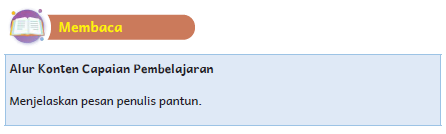 Membaca
Alur Konten Capaian Pembelajaran
Menjelaskan pesan penulis pantun.